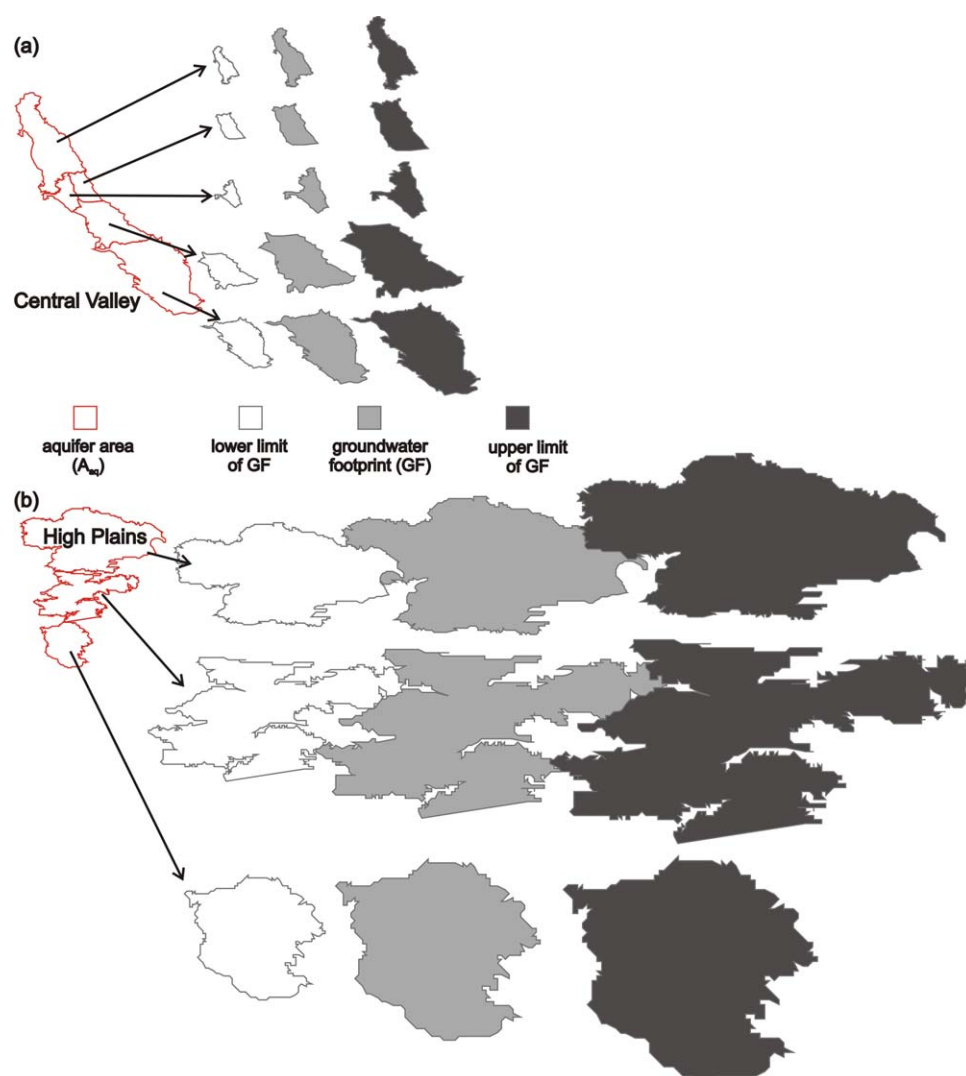 (a)
Central Valley
aquifer area
(Aaq)
lower limit
of GF
groundwater
footprint (GF)
upper limit
of GF
(b)
High Plains